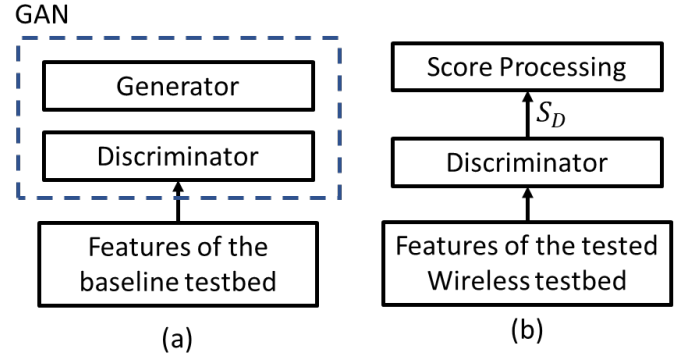 GAN
Generator
Discriminator
Features of the
baseline testbed
(a)
Score Processing
S_D
Discriminator
Features of the tested
Wireless testbed
(b)